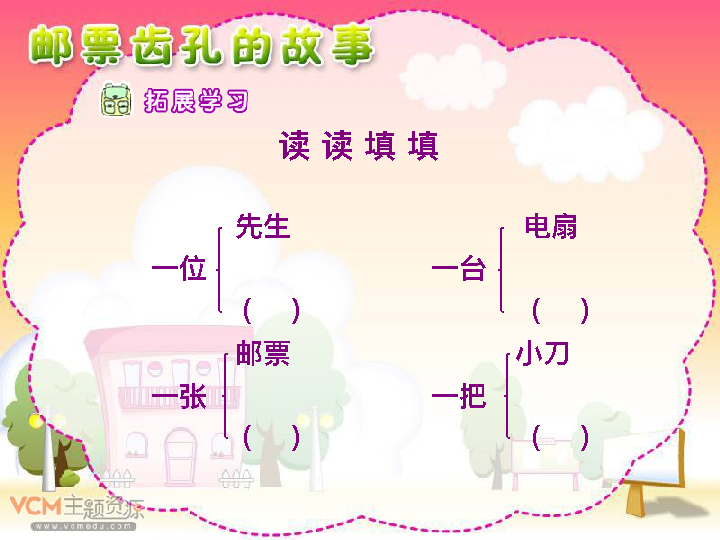 邮票齿孔的故事
拓展学习
读读填填
先生 电扇
一位 一台
( ) ( )
邮票 小刀
一张 一把
( ) ( )
VCM主题资源
www.vcmedu.com